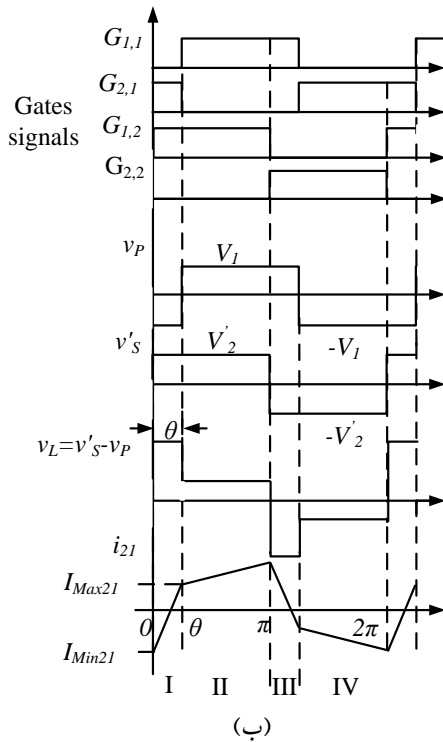 G1,1
G2,1
Gates
signals
G1,2
G2,2
vP
V1
v'S
V'2
-V1
θ
-V'2
vL=v'S-vP
i21
IMax21
0
θ
π
2π
IMin21
I
II
III
IV
(ب)